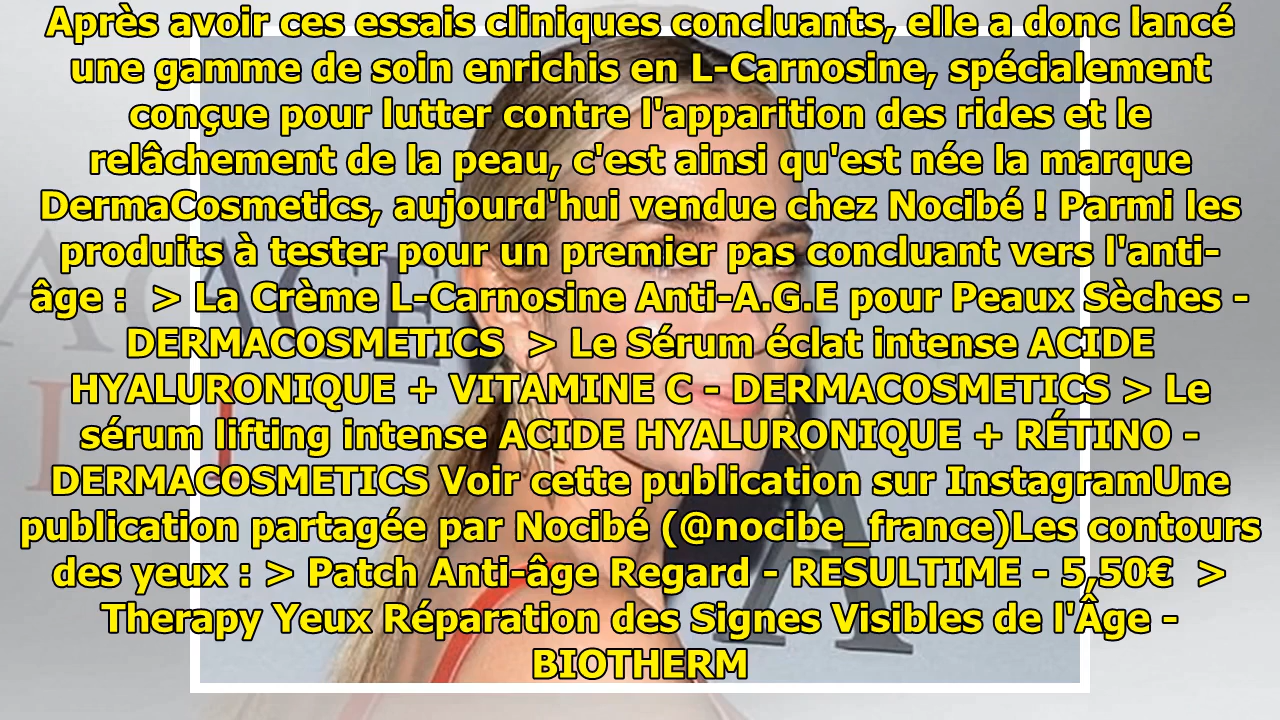 Après avoir ces essais cliniques concluants, elle a donc lancé
une gamme de soin enrichis en L-Carnosine, spécialement
conçue pour lutter contre l'apparition des rides et le
relâchement de la peau, c'est ainsi qu'est née la marque
DermaCosmetics, aujourd'hui vendue chez Nocibé ! Parmi les
produits à tester pour un premier pas concluant vers l'anti-
âge :  > La Crème L-Carnosine Anti-A.G.E pour Peaux Sèches -
DERMACOSMETICS  > Le Sérum éclat intense ACIDE
HYALURONIQUE + VITAMINE C - DERMACOSMETICS > Le
sérum lifting intense ACIDE HYALURONIQUE + RÉTINO -
DERMACOSMETICS Voir cette publication sur InstagramUne
publication partagée par Nocibé (@nocibe_france)Les contours
des yeux : > Patch Anti-âge Regard - RESULTIME - 5,50€  >
Therapy Yeux Réparation des Signes Visibles de l'Âge -
BIOTHERM